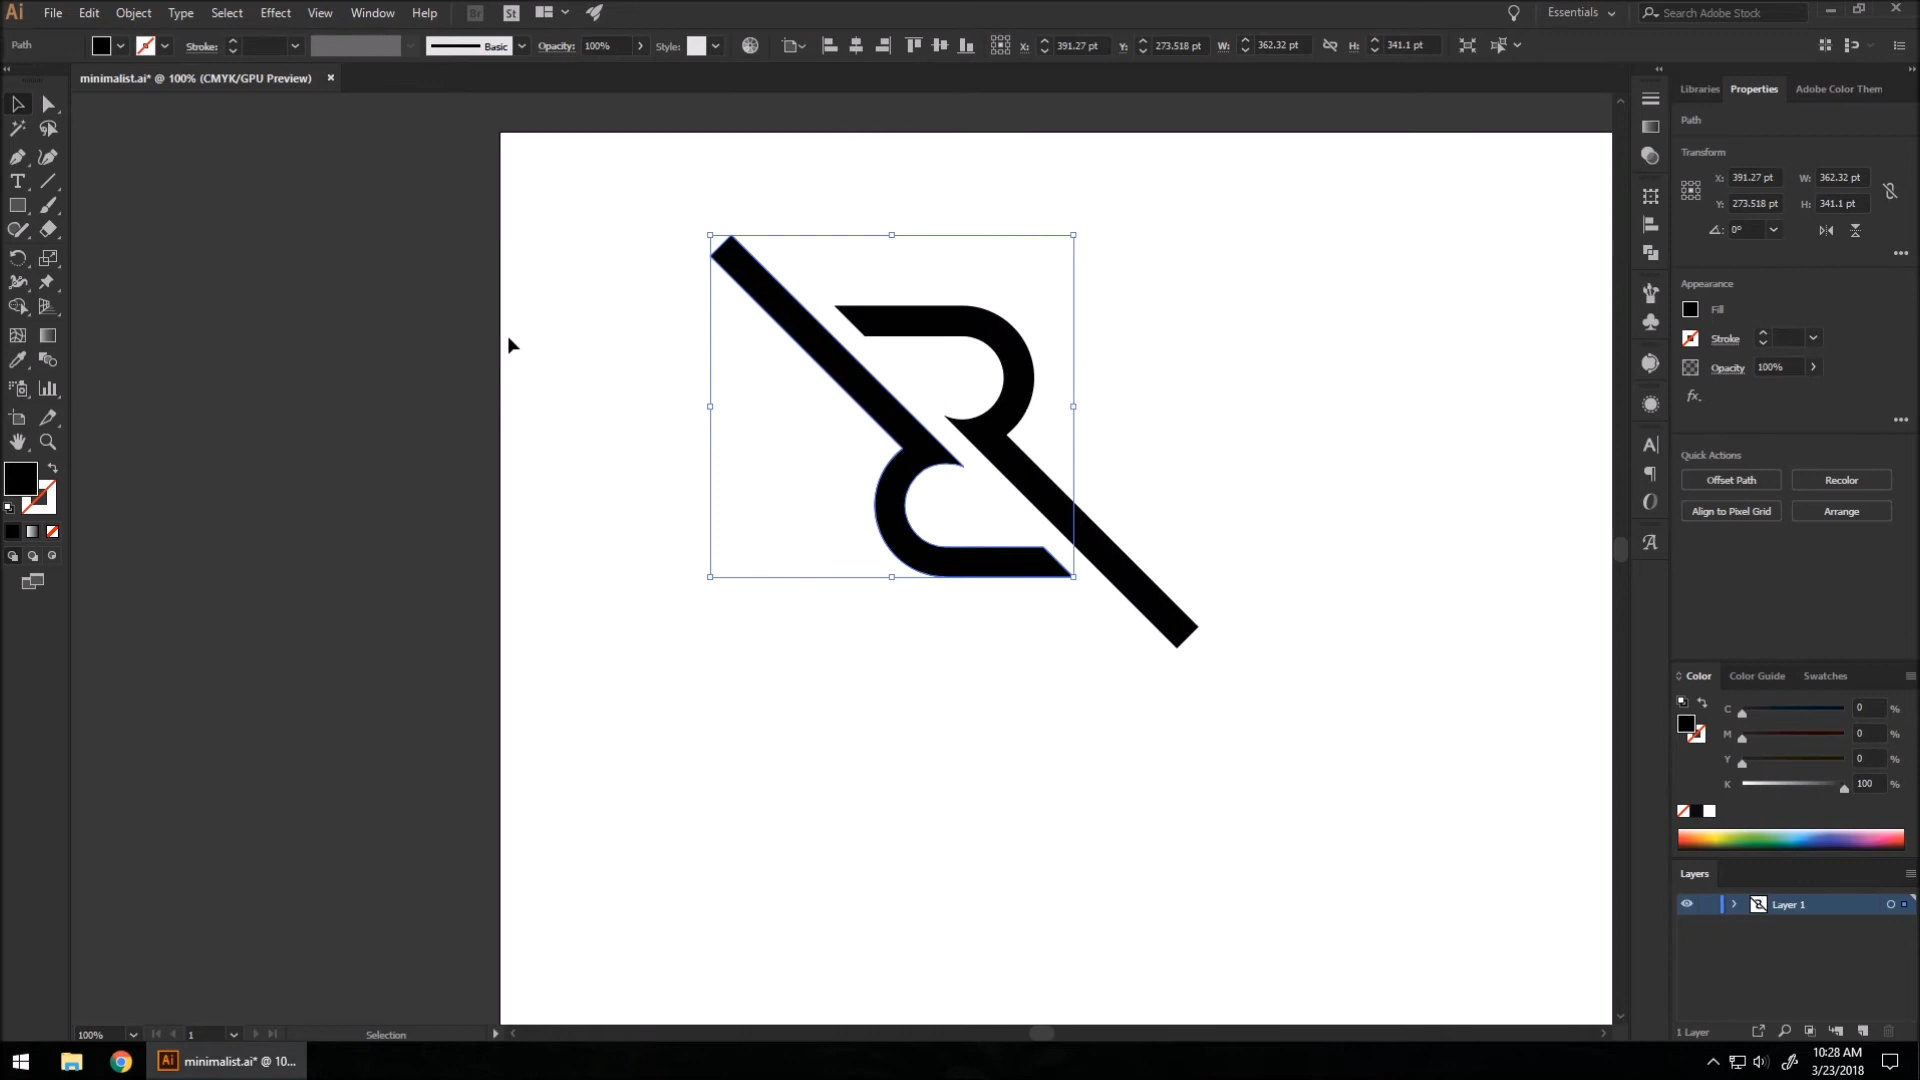 Ai File Edit Object Type Select Effect View Window Help Br St Essentials Search Adobe Stock
Path Stroke: Basic Opacity: 100% Style: X: 391.27 pt Y: 273.518 pt W: 362.32 pt H: 341.1 pt
minimalist.ai* @ 100% (CMYK/GPU Preview) ×
Libraries Properties Adobe Color Them
Path
Transform
X: 391.27 pt W: 362.32 pt
Y: 273.518 pt H: 341.1 pt
0°
Appearance
Fill
Stroke
Opacity 100%
fx.
Quick Actions
Offset Path Recolor
Align to Pixel Grid Arrange
Color Color Guide Swatches
C 0 %
M 0 %
Y 0 %
K 100 %
Layers
Layer 1
1 Layer
100% 1 Selection
Ai minimalist.ai* @ 10...
10:28 AM
3/23/2018